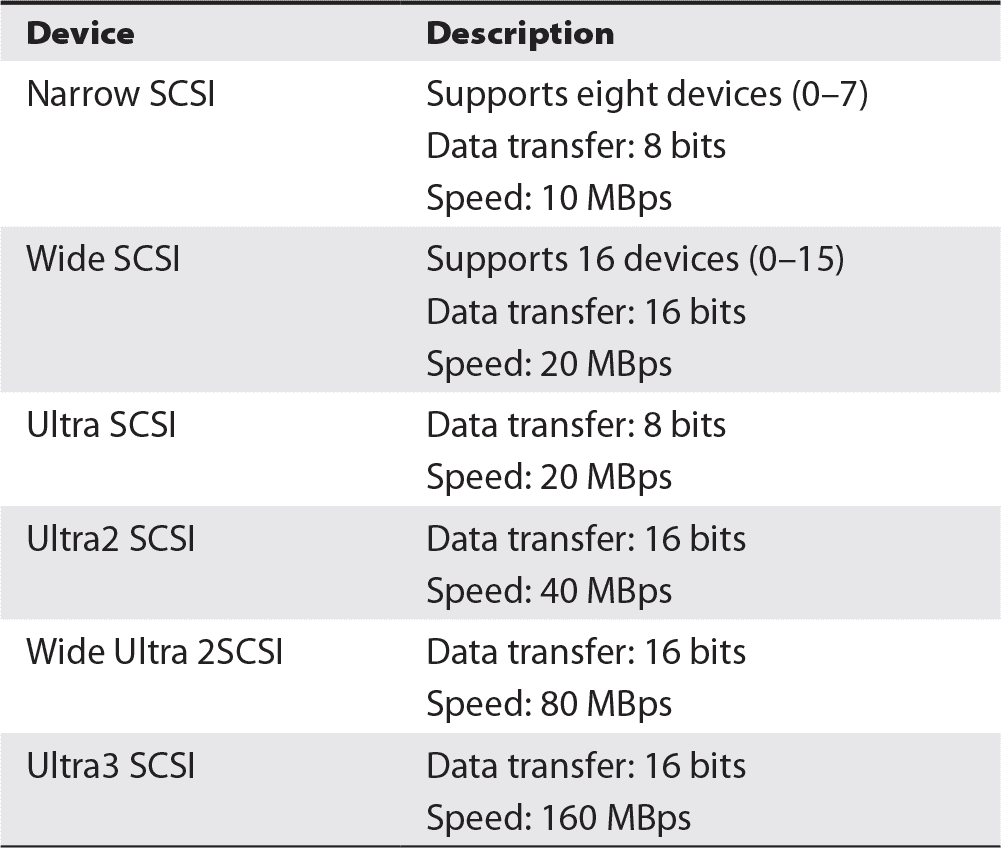 Device Description
Narrow SCSI Supports eight devices (0–7)
Data transfer: 8 bits
Speed: 10 MBps
Wide SCSI Supports 16 devices (0–15)
Data transfer: 16 bits
Speed: 20 MBps
Ultra SCSI Data transfer: 8 bits
Speed: 20 MBps
Ultra2 SCSI Data transfer: 16 bits
Speed: 40 MBps
Wide Ultra 2SCSI Data transfer: 16 bits
Speed: 80 MBps
Ultra3 SCSI Data transfer: 16 bits
Speed: 160 MBps